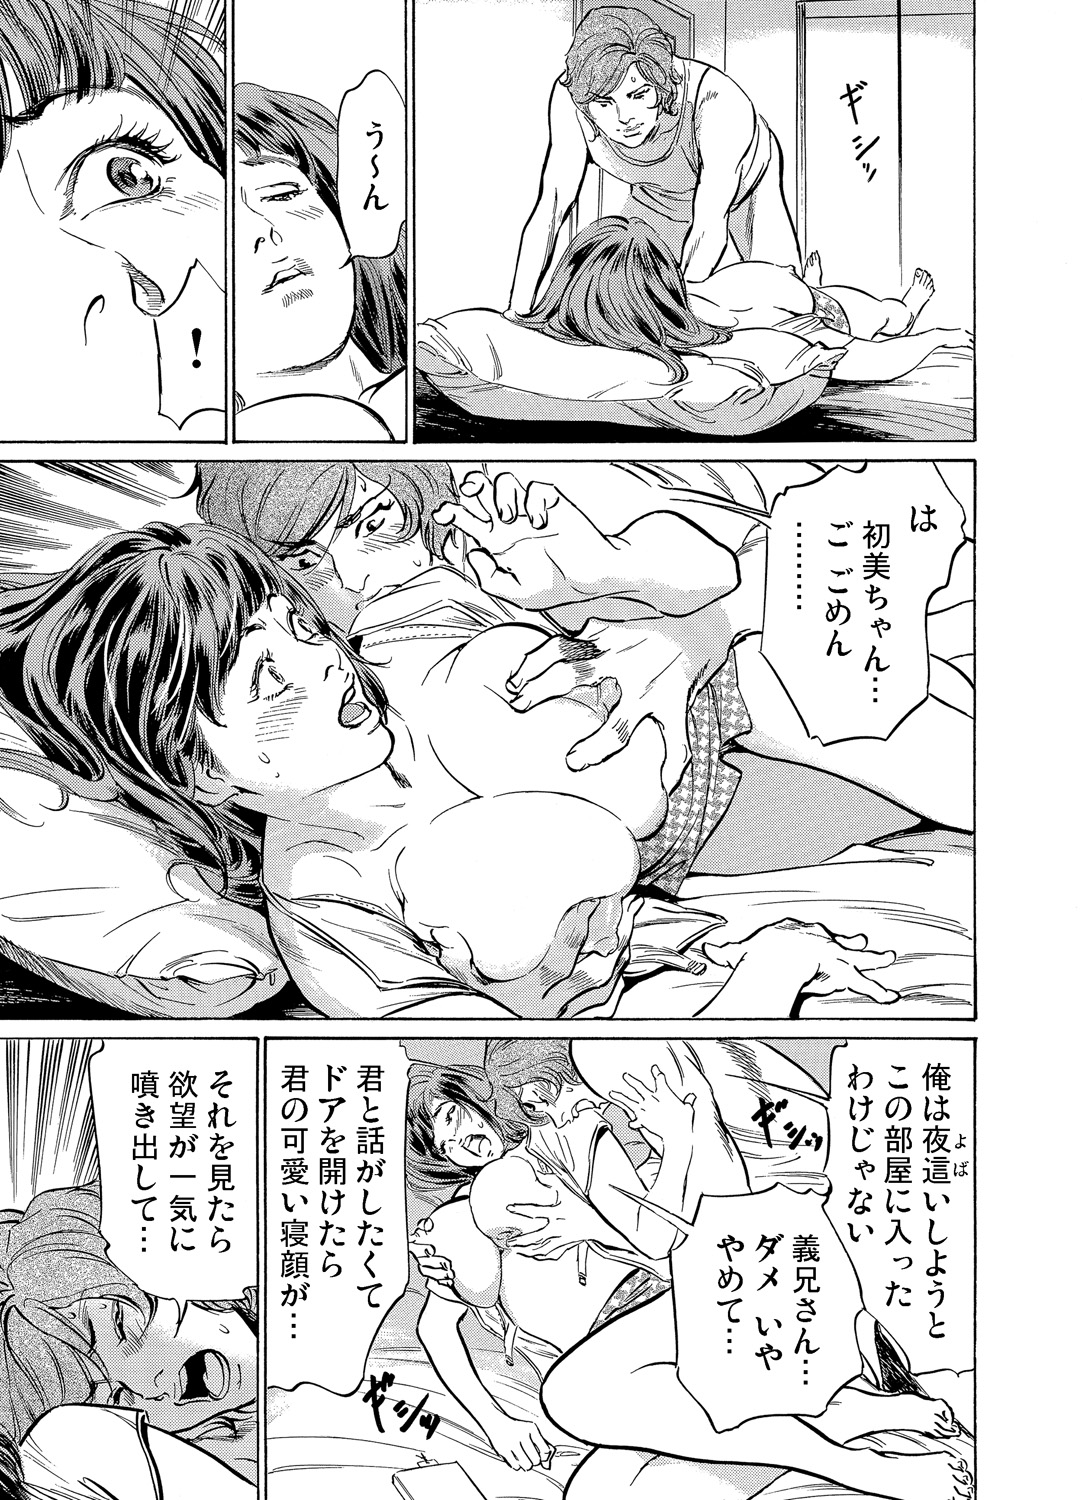 ギシッ
う～ん
！
は
初美ちゃん…
ご ごめん
………
俺は夜這いしようと
よば
この部屋に入った
わけじゃない
義兄さん…
ダメ いや
やめて…
ギシッ
ギシッ
君と話がしたくて
ドアを開けたら
君の可愛い寝顔が…
それを見たら
欲望が一気に
噴き出して…